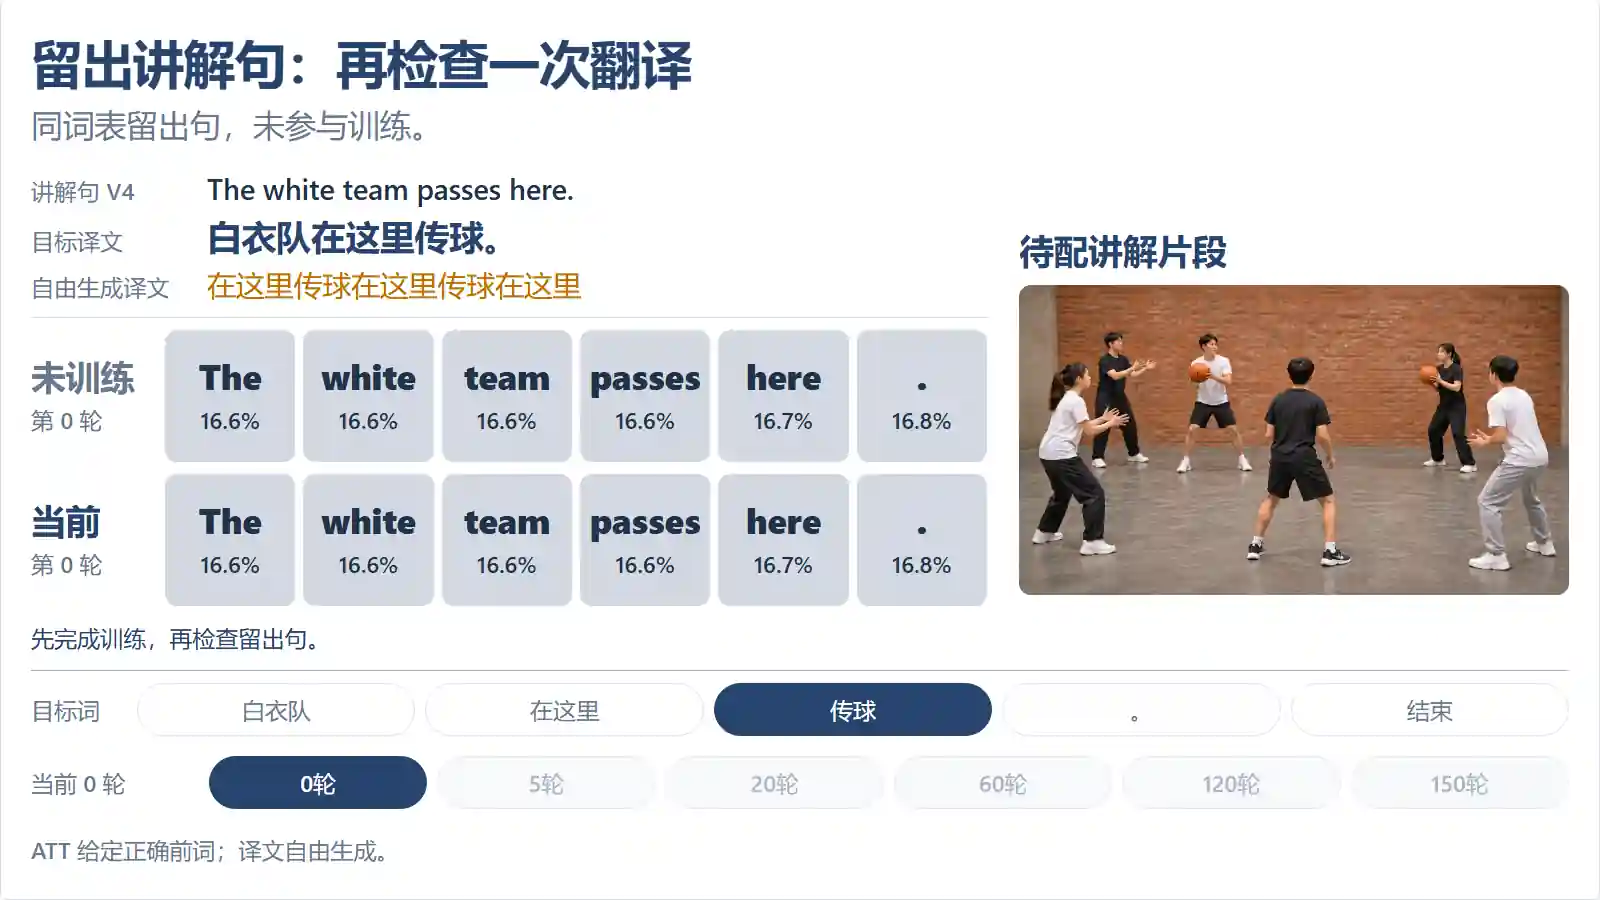 留出讲解句：再检查一次翻译
同词表留出句，未参与训练。
讲解句 V4 The white team passes here.
目标译文 白衣队在这里传球。
自由生成译文 在这里传球在这里传球在这里
待配讲解片段
未训练 The white team passes here .
第 0 轮 16.6% 16.6% 16.6% 16.6% 16.7% 16.8%
当前 The white team passes here .
第 0 轮 16.6% 16.6% 16.6% 16.6% 16.7% 16.8%
先完成训练，再检查留出句。
目标词 白衣队 在这里 传球 。 结束
当前 0 轮 0轮 5轮 20轮 60轮 120轮 150轮
ATT 给定正确前词；译文自由生成。